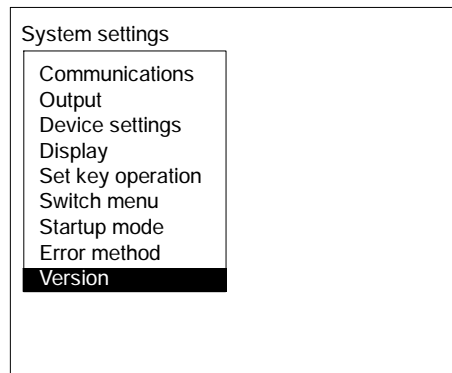 System settings
Communications
Output
Device settings
Display
Set key operation
Switch menu
Startup mode
Error method
Version